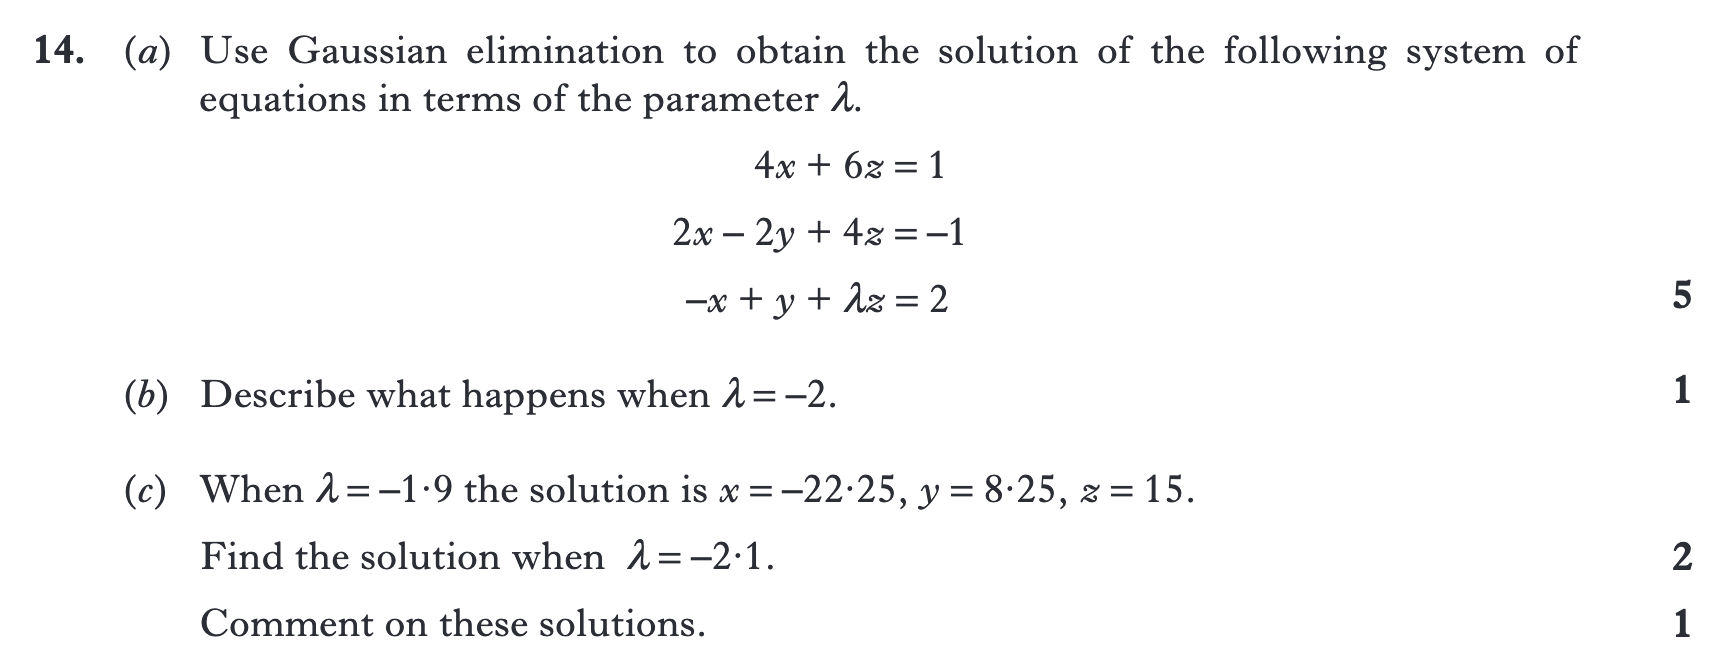 14. (a) Use Gaussian elimination to obtain the solution of the following system of
equations in terms of the parameter λ.
4x + 6z = 1
2x – 2y + 4z = –1
–x + y + λz = 2 5
(b) Describe what happens when λ = –2. 1
(c) When λ = –1·9 the solution is x = –22·25, y = 8·25, z = 15.
Find the solution when λ = –2·1. 2
Comment on these solutions. 1